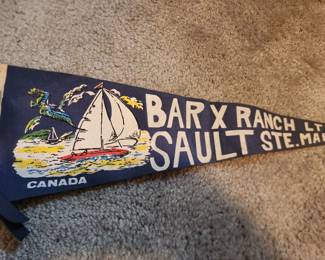 BAR X RANCH LT
SAULT STE. MA
CANADA